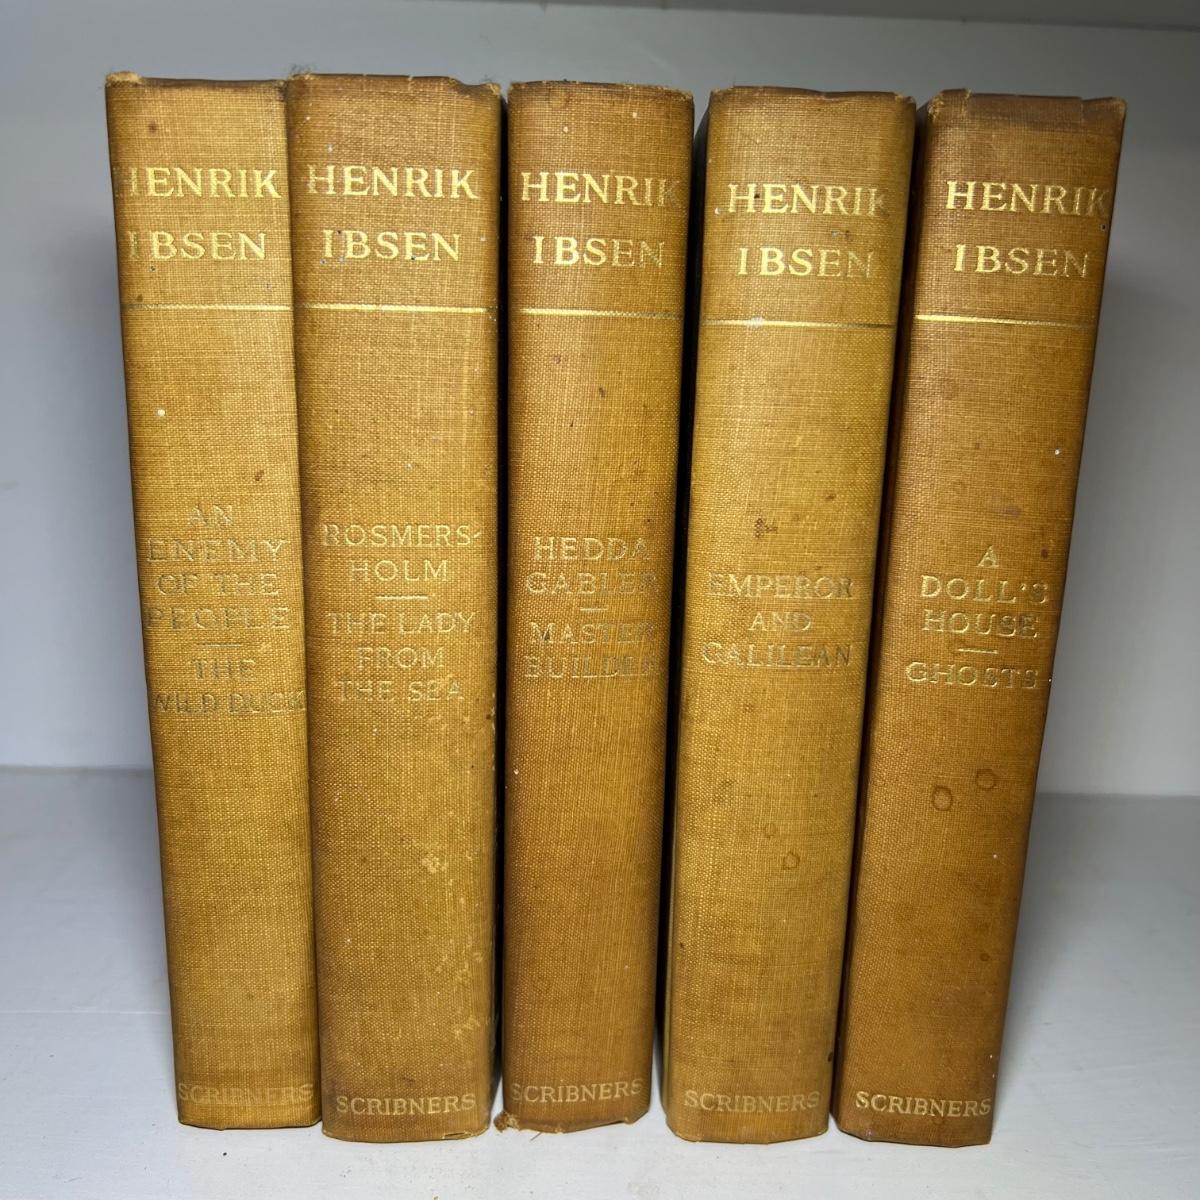 HENRIK
IBSEN
AN
ENEMY
OF THE
PEOPLE
THE
WILD DUCK
SCRIBNERS
HENRIK
IBSEN
ROSMERS-
HOLM
THE LADY
FROM
THE SEA
SCRIBNERS
HENRIK
IBSEN
HEDDA
GABLER
MASTER
BUILDER
SCRIBNERS
HENRIK
IBSEN
EMPEROR
AND
GALILEAN
SCRIBNERS
HENRIK
IBSEN
A
DOLL'S
HOUSE
GHOSTS
SCRIBNERS